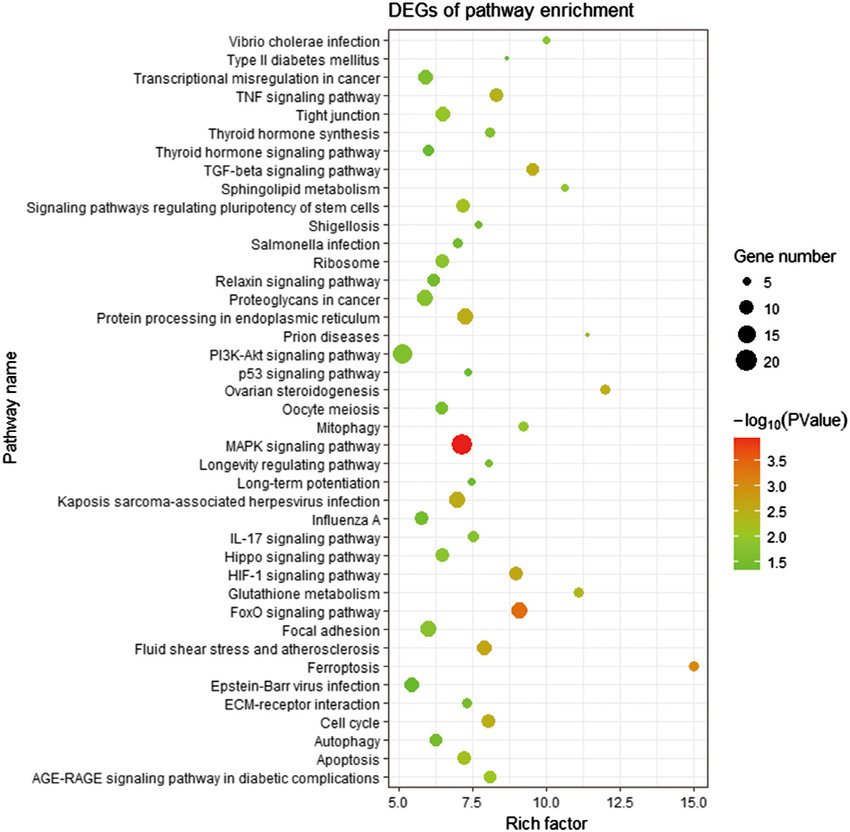 DEGs of pathway enrichment
Vibrio cholerae infection
Type II diabetes mellitus
Transcriptional misregulation in cancer
TNF signaling pathway
Tight junction
Thyroid hormone synthesis
Thyroid hormone signaling pathway
TGF-beta signaling pathway
Sphingolipid metabolism
Signaling pathways regulating pluripotency of stem cells
Shigellosis
Salmonella infection
Ribosome
Relaxin signaling pathway
Proteoglycans in cancer
Protein processing in endoplasmic reticulum
Prion diseases
PI3K-Akt signaling pathway
p53 signaling pathway
Ovarian steroidogenesis
Oocyte meiosis
Mitophagy
MAPK signaling pathway
Longevity regulating pathway
Long-term potentiation
Kaposis sarcoma-associated herpesvirus infection
Influenza A
IL-17 signaling pathway
Hippo signaling pathway
HIF-1 signaling pathway
Glutathione metabolism
FoxO signaling pathway
Focal adhesion
Fluid shear stress and atherosclerosis
Ferroptosis
Epstein-Barr virus infection
ECM-receptor interaction
Cell cycle
Autophagy
Apoptosis
AGE-RAGE signaling pathway in diabetic complications
Pathway name
5.0 7.5 10.0 12.5 15.0
Rich factor
Gene number
5
10
15
20
−log10(PValue)
3.5
3.0
2.5
2.0
1.5